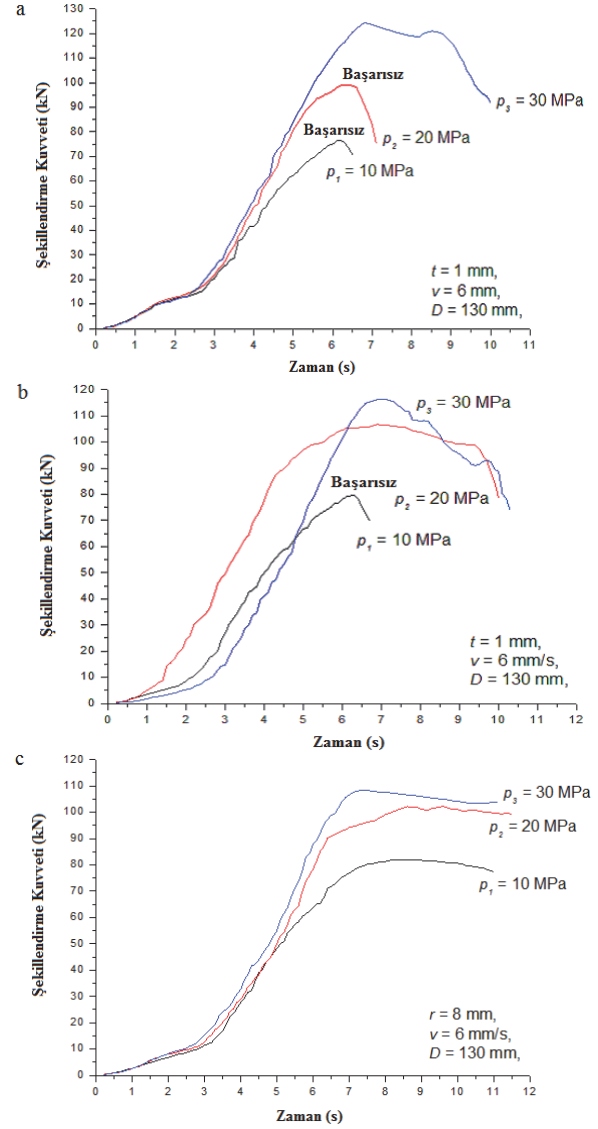 a
130
120
110
100
90
80
70
60
50
40
30
20
10
0
Şekillendirme Kuvveti (kN)
Başarısız
Başarısız
p3 = 30 MPa
p2 = 20 MPa
p1 = 10 MPa
t = 1 mm,
v = 6 mm,
D = 130 mm,
0 1 2 3 4 5 6 7 8 9 10 11
Zaman (s)
b
120
110
100
90
80
70
60
50
40
30
20
10
0
Şekillendirme Kuvveti (kN)
p3 = 30 MPa
Başarısız
p2 = 20 MPa
p1 = 10 MPa
t = 1 mm,
v = 6 mm/s,
D = 130 mm,
0 1 2 3 4 5 6 7 8 9 10 11 12
Zaman (s)
c
120
110
100
90
80
70
60
50
40
30
20
10
0
Şekillendirme Kuvveti (kN)
p3 = 30 MPa
p2 = 20 MPa
p1 = 10 MPa
r = 8 mm,
v = 6 mm/s,
D = 130 mm,
0 1 2 3 4 5 6 7 8 9 10 11 12
Zaman (s)